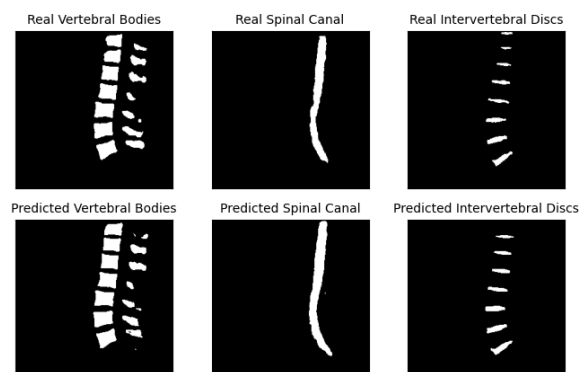 Real Vertebral Bodies
Real Spinal Canal
Real Intervertebral Discs
Predicted Vertebral Bodies
Predicted Spinal Canal
Predicted Intervertebral Discs